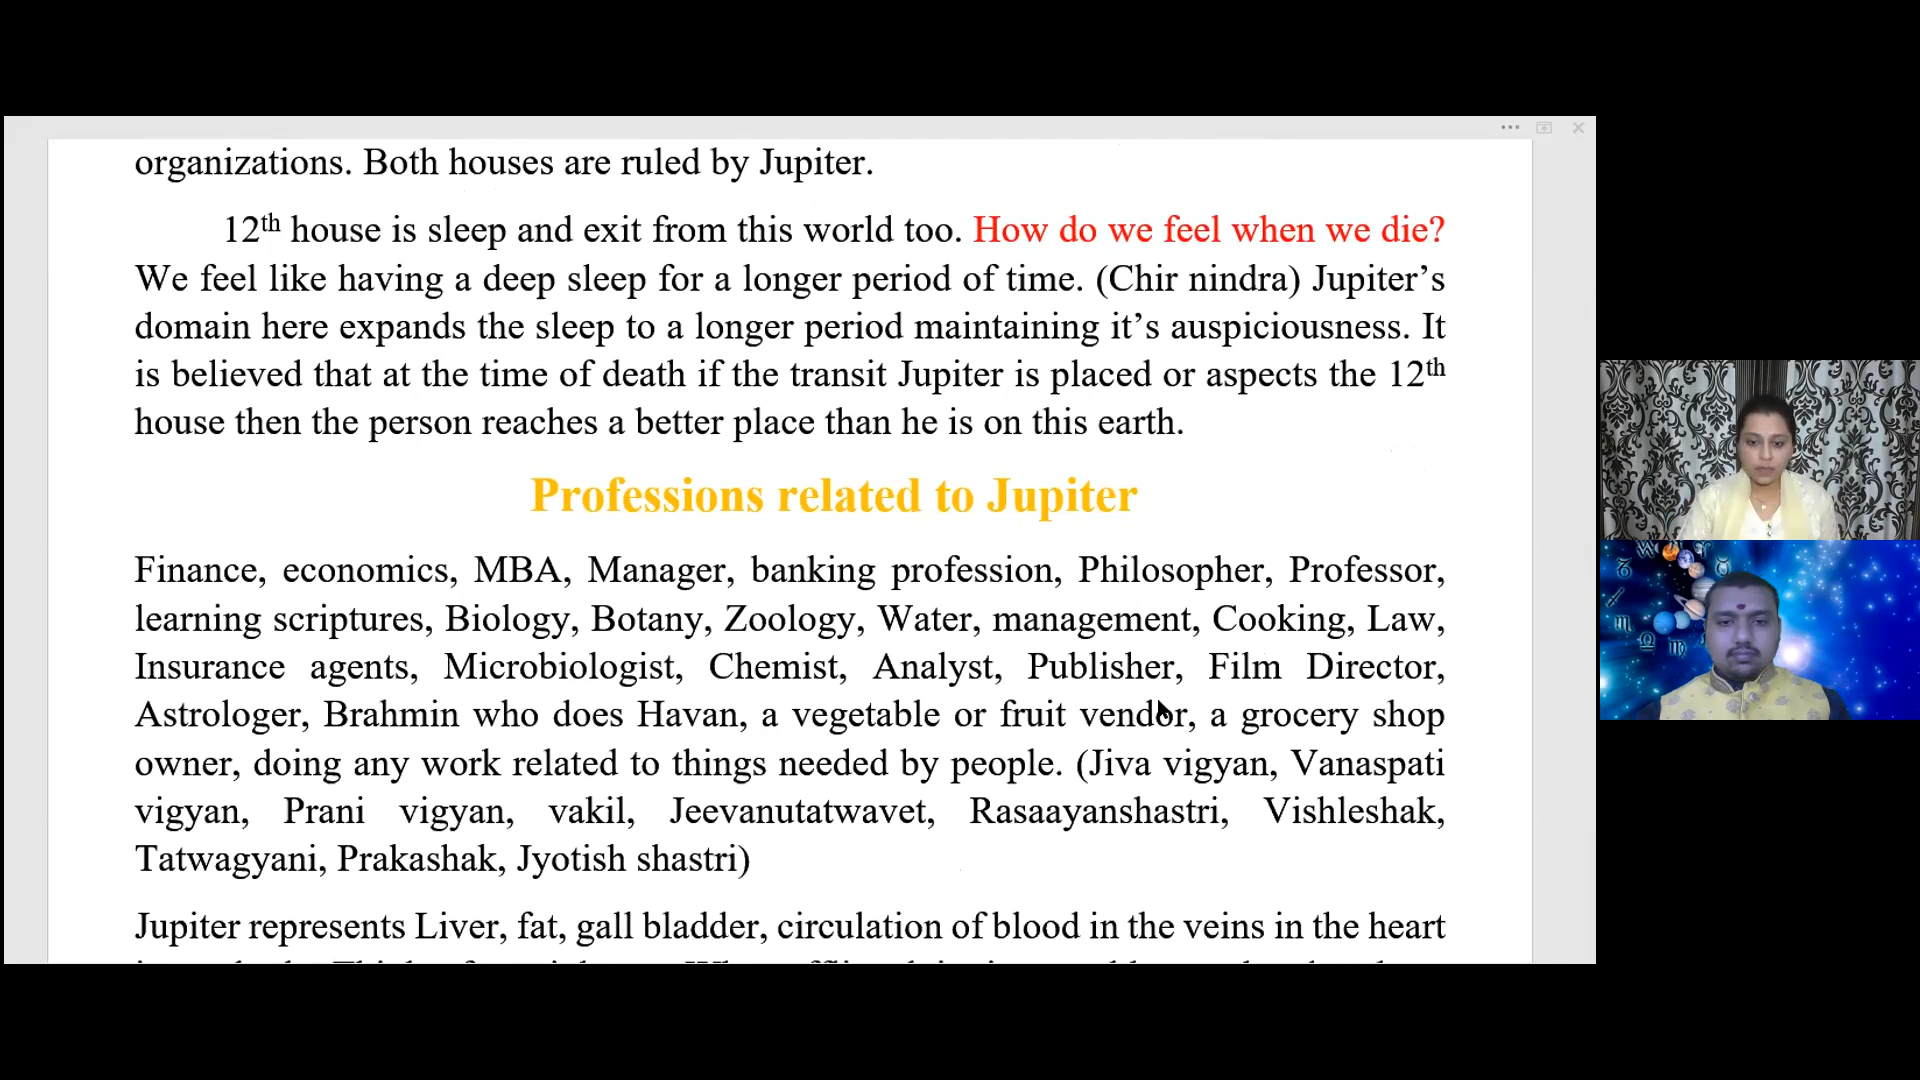 organizations. Both houses are ruled by Jupiter.
12th house is sleep and exit from this world too. How do we feel when we die?
We feel like having a deep sleep for a longer period of time. (Chir nindra) Jupiter’s
domain here expands the sleep to a longer period maintaining it’s auspiciousness. It
is believed that at the time of death if the transit Jupiter is placed or aspects the 12th
house then the person reaches a better place than he is on this earth.
Professions related to Jupiter
Finance, economics, MBA, Manager, banking profession, Philosopher, Professor,
learning scriptures, Biology, Botany, Zoology, Water, management, Cooking, Law,
Insurance agents, Microbiologist, Chemist, Analyst, Publisher, Film Director,
Astrologer, Brahmin who does Havan, a vegetable or fruit vendor, a grocery shop
owner, doing any work related to things needed by people. (Jiva vigyan, Vanaspati
vigyan, Prani vigyan, vakil, Jeevanutatwavet, Rasaayanshastri, Vishleshak,
Tatwagyani, Prakashak, Jyotish shastri)
Jupiter represents Liver, fat, gall bladder, circulation of blood in the veins in the heart